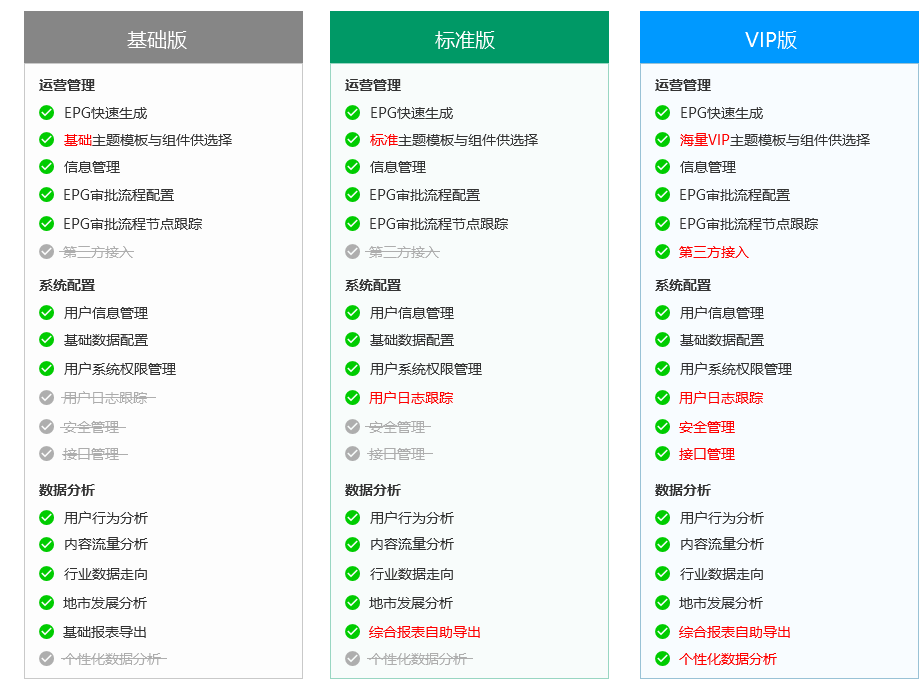 基础版
运营管理
EPG快速生成
基础主题模板与组件供选择
信息管理
EPG审批流程配置
EPG审批流程节点跟踪
第三方接入
系统配置
用户信息管理
基础数据配置
用户系统权限管理
用户日志跟踪
安全管理
接口管理
数据分析
用户行为分析
内容流量分析
行业数据走向
地市发展分析
基础报表导出
个性化数据分析
标准版
运营管理
EPG快速生成
标准主题模板与组件供选择
信息管理
EPG审批流程配置
EPG审批流程节点跟踪
第三方接入
系统配置
用户信息管理
基础数据配置
用户系统权限管理
用户日志跟踪
安全管理
接口管理
数据分析
用户行为分析
内容流量分析
行业数据走向
地市发展分析
综合报表自助导出
个性化数据分析
VIP版
运营管理
EPG快速生成
海量VIP主题模板与组件供选择
信息管理
EPG审批流程配置
EPG审批流程节点跟踪
第三方接入
系统配置
用户信息管理
基础数据配置
用户系统权限管理
用户日志跟踪
安全管理
接口管理
数据分析
用户行为分析
内容流量分析
行业数据走向
地市发展分析
综合报表自助导出
个性化数据分析